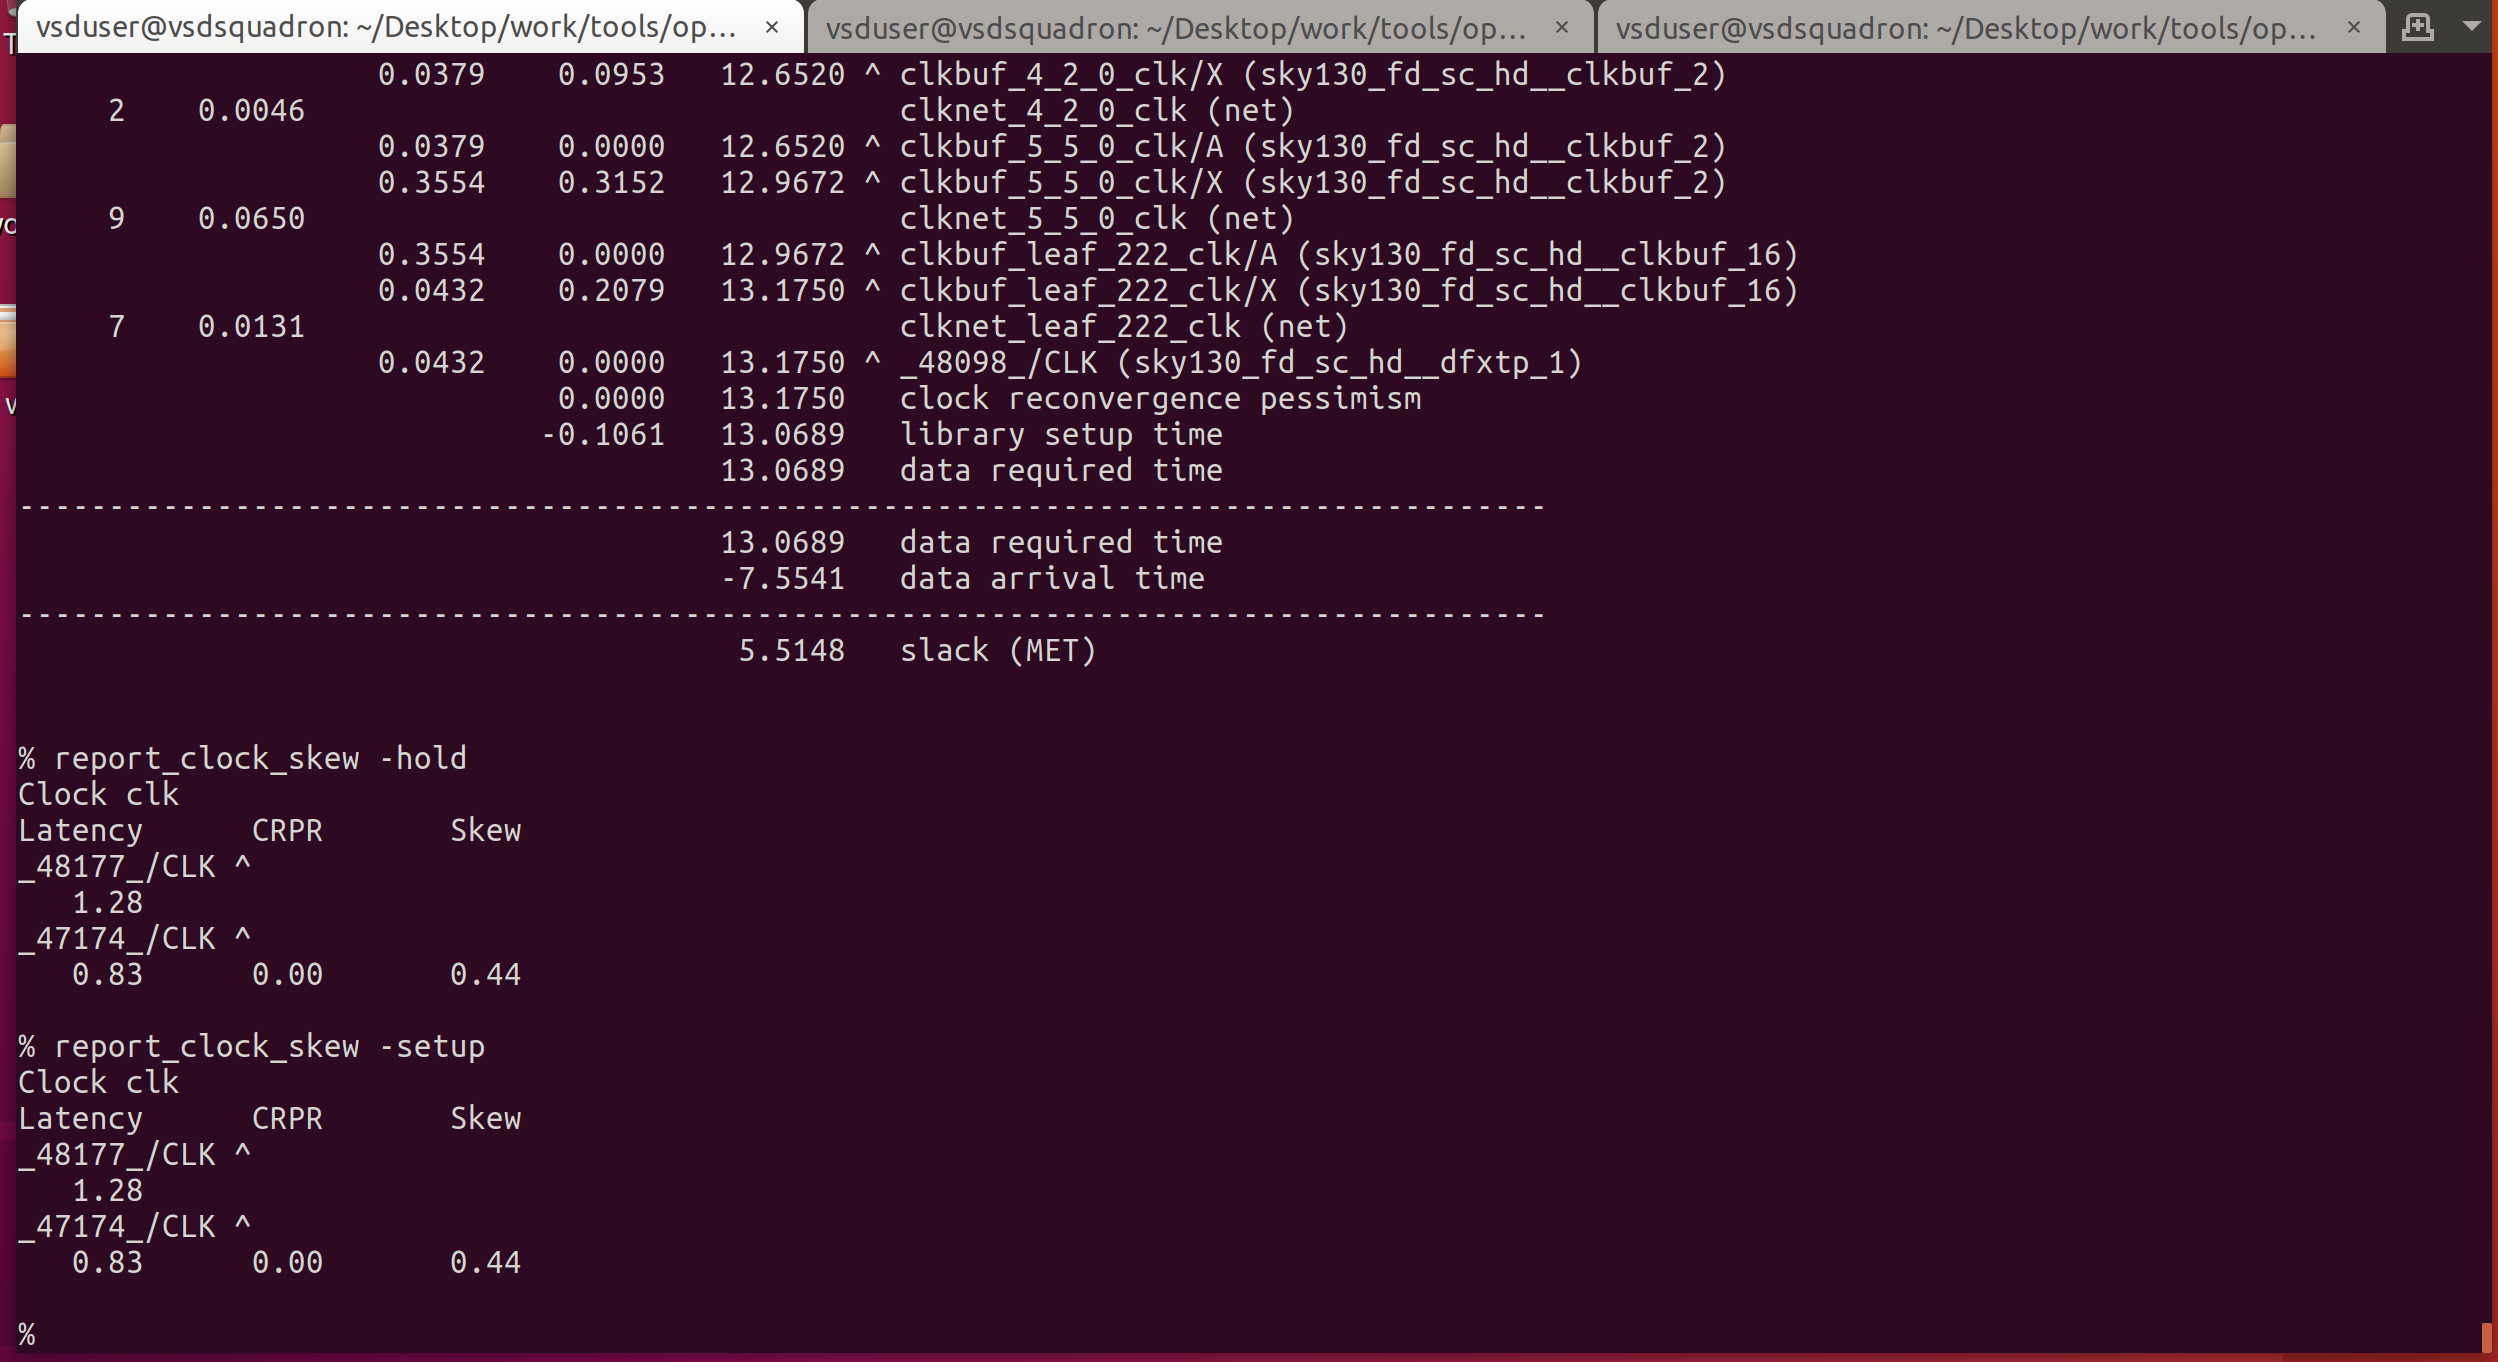 vsduser@vsdsquadron: ~/Desktop/work/tools/op... × vsduser@vsdsquadron: ~/Desktop/work/tools/op... × vsduser@vsdsquadron: ~/Desktop/work/tools/op... ×
0.0379 0.0953 12.6520 ^ clkbuf_4_2_0_clk/X (sky130_fd_sc_hd__clkbuf_2)
2 0.0046 clknet_4_2_0_clk (net)
0.0379 0.0000 12.6520 ^ clkbuf_5_5_0_clk/A (sky130_fd_sc_hd__clkbuf_2)
0.3554 0.3152 12.9672 ^ clkbuf_5_5_0_clk/X (sky130_fd_sc_hd__clkbuf_2)
9 0.0650 clknet_5_5_0_clk (net)
0.3554 0.0000 12.9672 ^ clkbuf_leaf_222_clk/A (sky130_fd_sc_hd__clkbuf_16)
0.0432 0.2079 13.1750 ^ clkbuf_leaf_222_clk/X (sky130_fd_sc_hd__clkbuf_16)
7 0.0131 clknet_leaf_222_clk (net)
0.0432 0.0000 13.1750 ^ _48098_/CLK (sky130_fd_sc_hd__dfxtp_1)
0.0000 13.1750 clock reconvergence pessimism
-0.1061 13.0689 library setup time
13.0689 data required time
-------------------------------------------------------------------------------------
13.0689 data required time
-7.5541 data arrival time
-------------------------------------------------------------------------------------
5.5148 slack (MET)
% report_clock_skew -hold
Clock clk
Latency CRPR Skew
_48177_/CLK ^
1.28
_47174_/CLK ^
0.83 0.00 0.44
% report_clock_skew -setup
Clock clk
Latency CRPR Skew
_48177_/CLK ^
1.28
_47174_/CLK ^
0.83 0.00 0.44
%